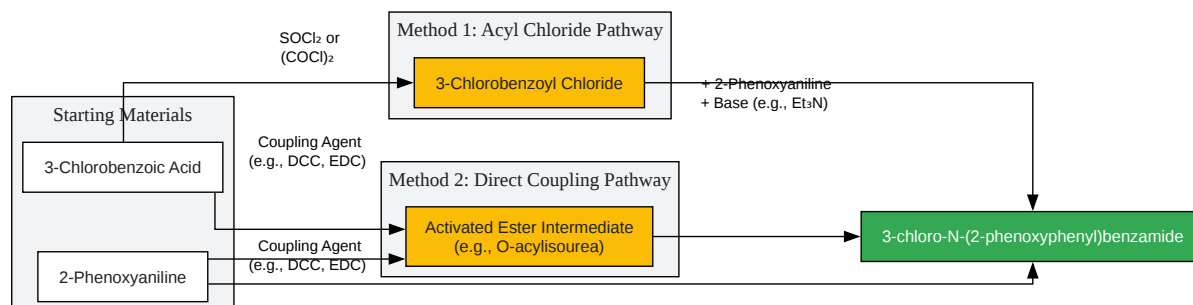 SOCl₂ or
(COCl)₂
Method 1: Acyl Chloride Pathway
3-Chlorobenzoyl Chloride
+ 2-Phenoxyaniline
+ Base (e.g., Et₃N)
Starting Materials
3-Chlorobenzoic Acid
Coupling Agent
(e.g., DCC, EDC)
Method 2: Direct Coupling Pathway
Activated Ester Intermediate
(e.g., O-acylisourea)
Coupling Agent
(e.g., DCC, EDC)
2-Phenoxyaniline
3-chloro-N-(2-phenoxyphenyl)benzamide